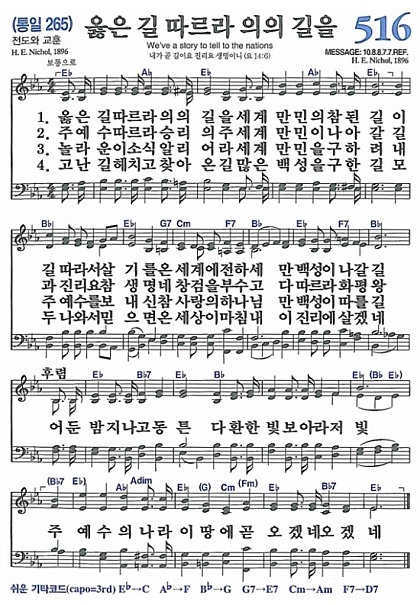 (통일 265) 옳은 길 따르라 의의 길을 516
전도와 교훈
We've a story to tell to the nations
H. E. Nichol, 1896
내가 곧 길이요 진리요 생명이니 (요 14:6)
MESSAGE: 10.8.8.7.7.REF.
H. E. Nichol, 1896
보통으로
E♭ A♭ E♭
1. 옳은 길따르라의의 길을세계 만민의참된 길이
2. 주예 수따르라승리 의주세계 만민이나아 갈길
3. 놀라 운이소식알리 어라세계 만민을구하 려내
4. 고난 길헤치고찾아 온길많은 백성을구한 길모
B♭ E♭ G7 Cm F7 B♭ E♭ F7 B♭
길 따라서살 기를온세계에전하세 만백성이나갈길
과진리요참 생명네창검을부수고 다따르라화평왕
주예수를보 내신참사랑의하나님 만백성이따를길
두나와서믿 으면온세상이마침내 이진리에살겠네
후렴
E♭ B♭7 E♭ (B♭ E♭)
어둔 밤지나고동튼 다환한빛보아라저 빛
(B♭7 E♭) A♭ Adim E♭ (G) Cm (Fm) E♭ B♭7 E♭
주 예수의나라이땅에곧 오겠네오겠 네
쉬운 기타코드(capo=3rd) E♭→C A♭→F B♭→G G7→E7 Cm→Am F7→D7